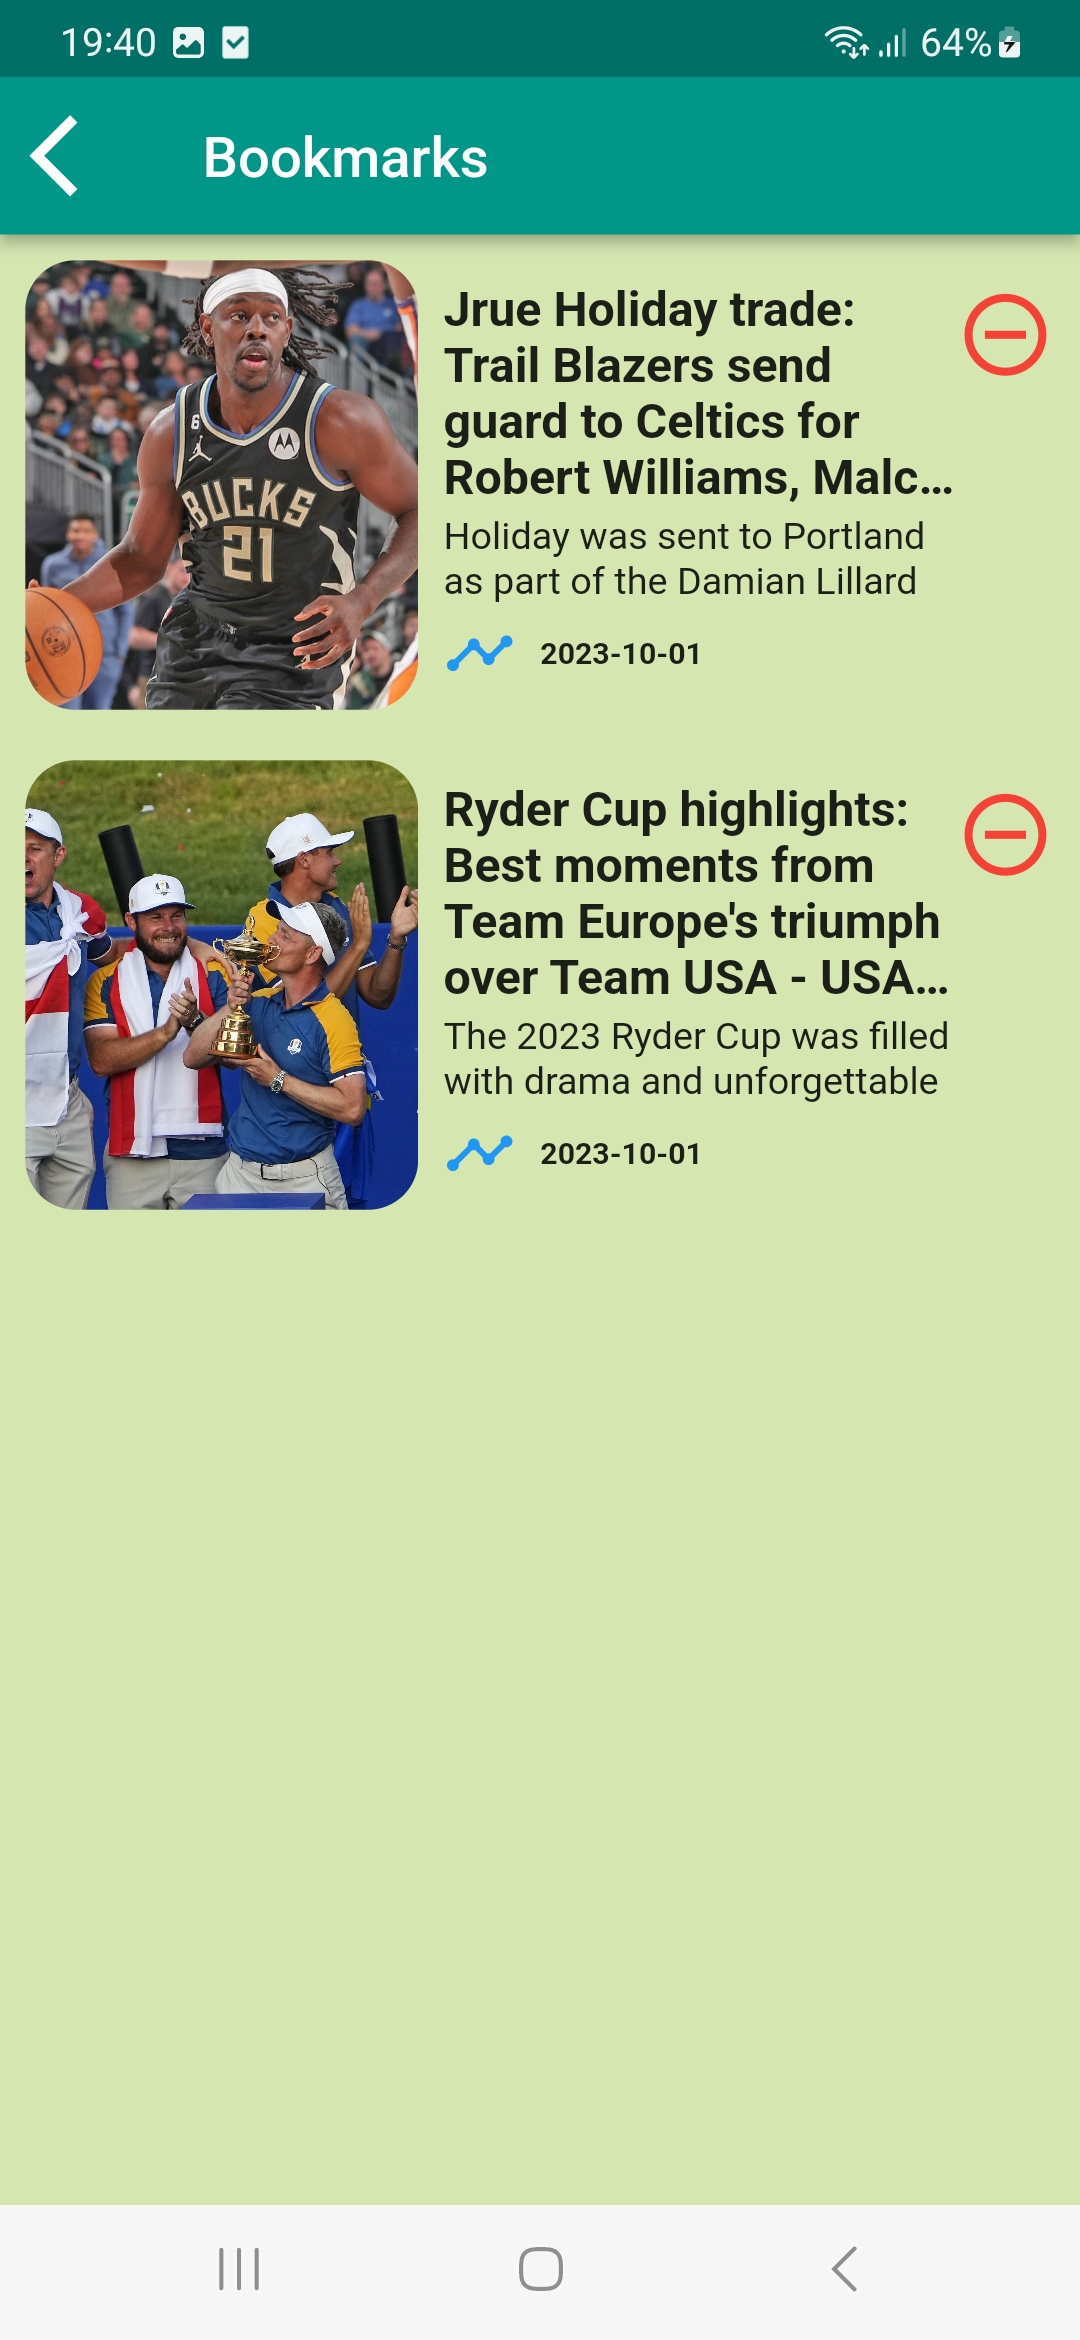 19:40
64%
Bookmarks
Jrue Holiday trade:
Trail Blazers send
guard to Celtics for
Robert Williams, Malc…
Holiday was sent to Portland
as part of the Damian Lillard
2023-10-01
6
BUCKS
21
Ryder Cup highlights:
Best moments from
Team Europe's triumph
over Team USA - USA…
The 2023 Ryder Cup was filled
with drama and unforgettable
2023-10-01